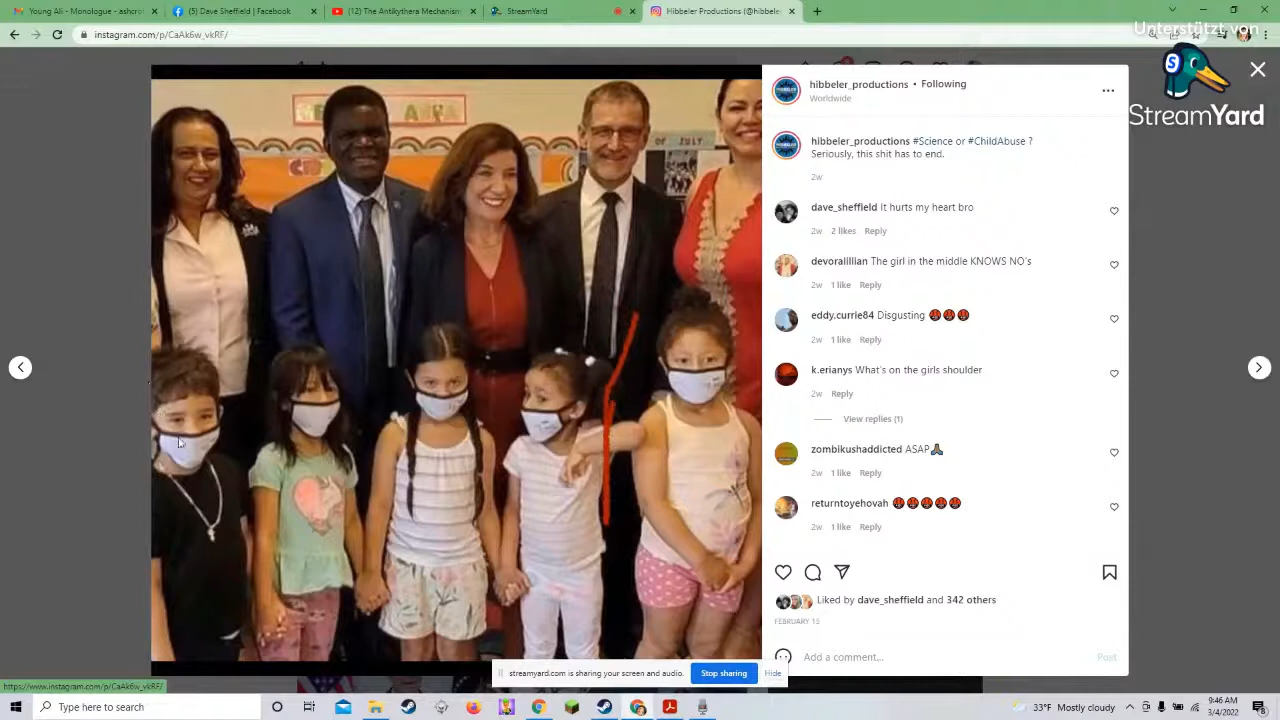 Young Ali - Monologue - ashcro
(5) Dave Sheffield | Facebook
(12) The Antikythera Mechanism
StreamYard
Instagram Photos (@hibbele
instagram.com/p/CaAk6w_vkRF/
Unterstützt von
StreamYard
OF JULY
hibbeler_productions • Following
Worldwide
hibbeler_productions #Science or #ChildAbuse ?
Seriously, this shit has to end.
2w
dave_sheffield It hurts my heart bro
2w 2 likes Reply
devoralillian The girl in the middle KNOWS NO's
2w 1 like Reply
eddy.currie84 Disgusting 🤬🤬🤬
2w 1 like Reply
k.erianys What's on the girls shoulder
2w Reply
View replies (1)
zombikushaddicted ASAP🙏🏾
2w 1 like Reply
returntoyehovah 🤬🤬🤬🤬🤬
2w 1 like Reply
Liked by dave_sheffield and 342 others
FEBRUARY 15
Add a comment...
Post
streamyard.com is sharing your screen and audio.
Stop sharing
Hide
https://www.instagram.com/p/CaAk6w_vkRF/
Type here to search
33°F Mostly cloudy
9:46 AM
3/4/2022